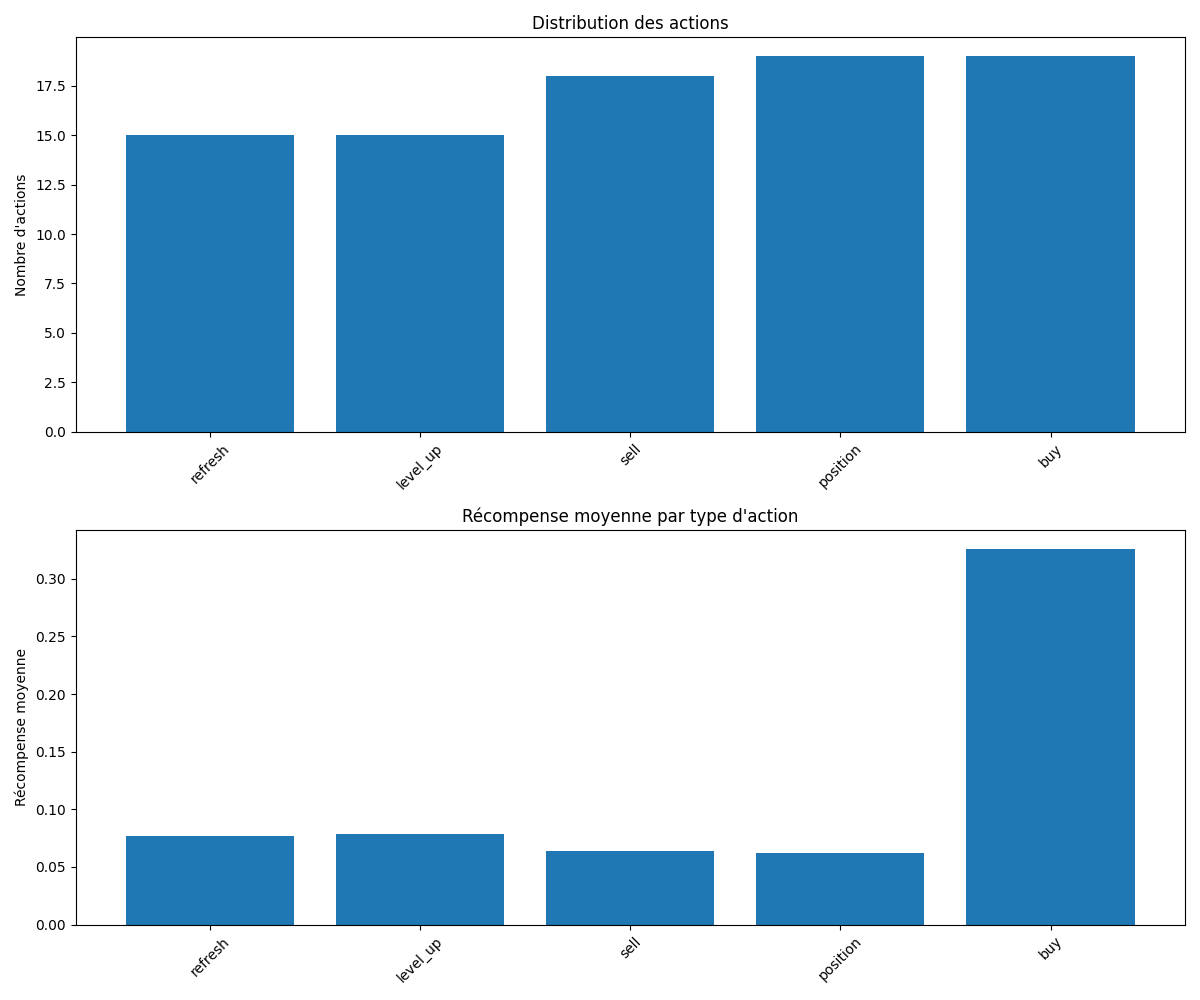 Distribution des actions
Nombre d'actions
17.5
15.0
12.5
10.0
7.5
5.0
2.5
0.0
refresh
level_up
sell
position
buy
Récompense moyenne par type d'action
Récompense moyenne
0.30
0.25
0.20
0.15
0.10
0.05
0.00
refresh
level_up
sell
position
buy